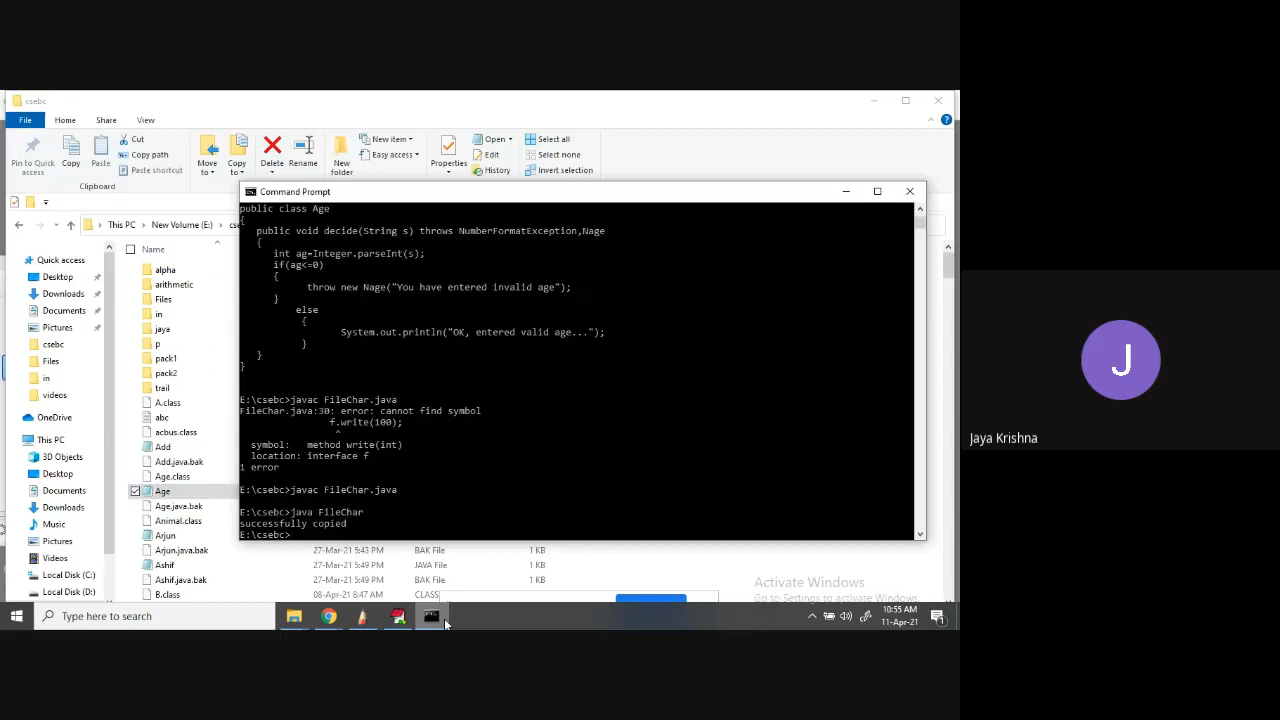 csebc
File
Home
Share
View
Pin to Quick access
Copy
Paste
Cut
Copy path
Paste shortcut
Clipboard
Move to
Copy to
Delete
Rename
New folder
New item
Easy access
Properties
Open
Edit
History
Select all
Select none
Invert selection
This PC
New Volume (E:)
Quick access
Desktop
Downloads
Documents
Pictures
csebc
Files
in
videos
OneDrive
This PC
3D Objects
Desktop
Documents
Downloads
Music
Pictures
Videos
Local Disk (C:)
Local Disk (D:)
Name
alpha
arithmetic
Files
in
jaya
p
pack1
pack2
trail
A.class
abc
acbus.class
Add
Add.java.bak
Age.class
Age
Age.java.bak
Animal.class
Arjun
Arjun.java.bak 27-Mar-21 5:43 PM BAK File 1 KB
Ashif 27-Mar-21 5:49 PM JAVA File 1 KB
Ashif.java.bak 27-Mar-21 5:49 PM BAK File 1 KB
B.class 08-Apr-21 8:47 AM CLASS
Command Prompt
public class Age
{
public void decide(String s) throws NumberFormatException,Nage
{
int ag=Integer.parseInt(s);
if(ag<=0)
{
throw new Nage("You have entered invalid age");
}
else
{
System.out.println("OK, entered valid age...");
}
}
}
E:\csebc>javac FileChar.java
FileChar.java:30: error: cannot find symbol
f.write(100);
^
symbol: method write(int)
location: interface f
1 error
E:\csebc>javac FileChar.java
E:\csebc>java FileChar
successfully copied
E:\csebc>
Activate Windows
Go to Settings to activate Windows.
Type here to search
10:55 AM
11-Apr-21
1
J
Jaya Krishna